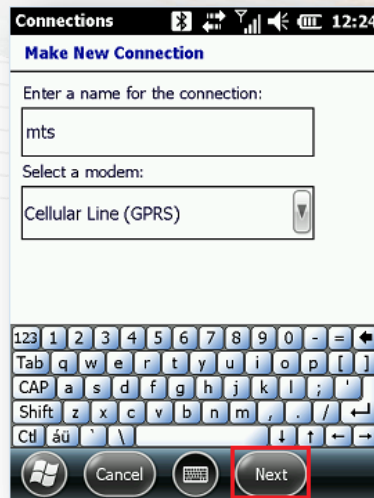 Connections 12:24
Make New Connection
Enter a name for the connection:
mts
Select a modem:
Cellular Line (GPRS)
123 1 2 3 4 5 6 7 8 9 0 - =
Tab q w e r t y u i o p [ ]
CAP a s d f g h j k l ; '
Shift z x c v b n m , . /
Ctl áü ` \
Cancel Next